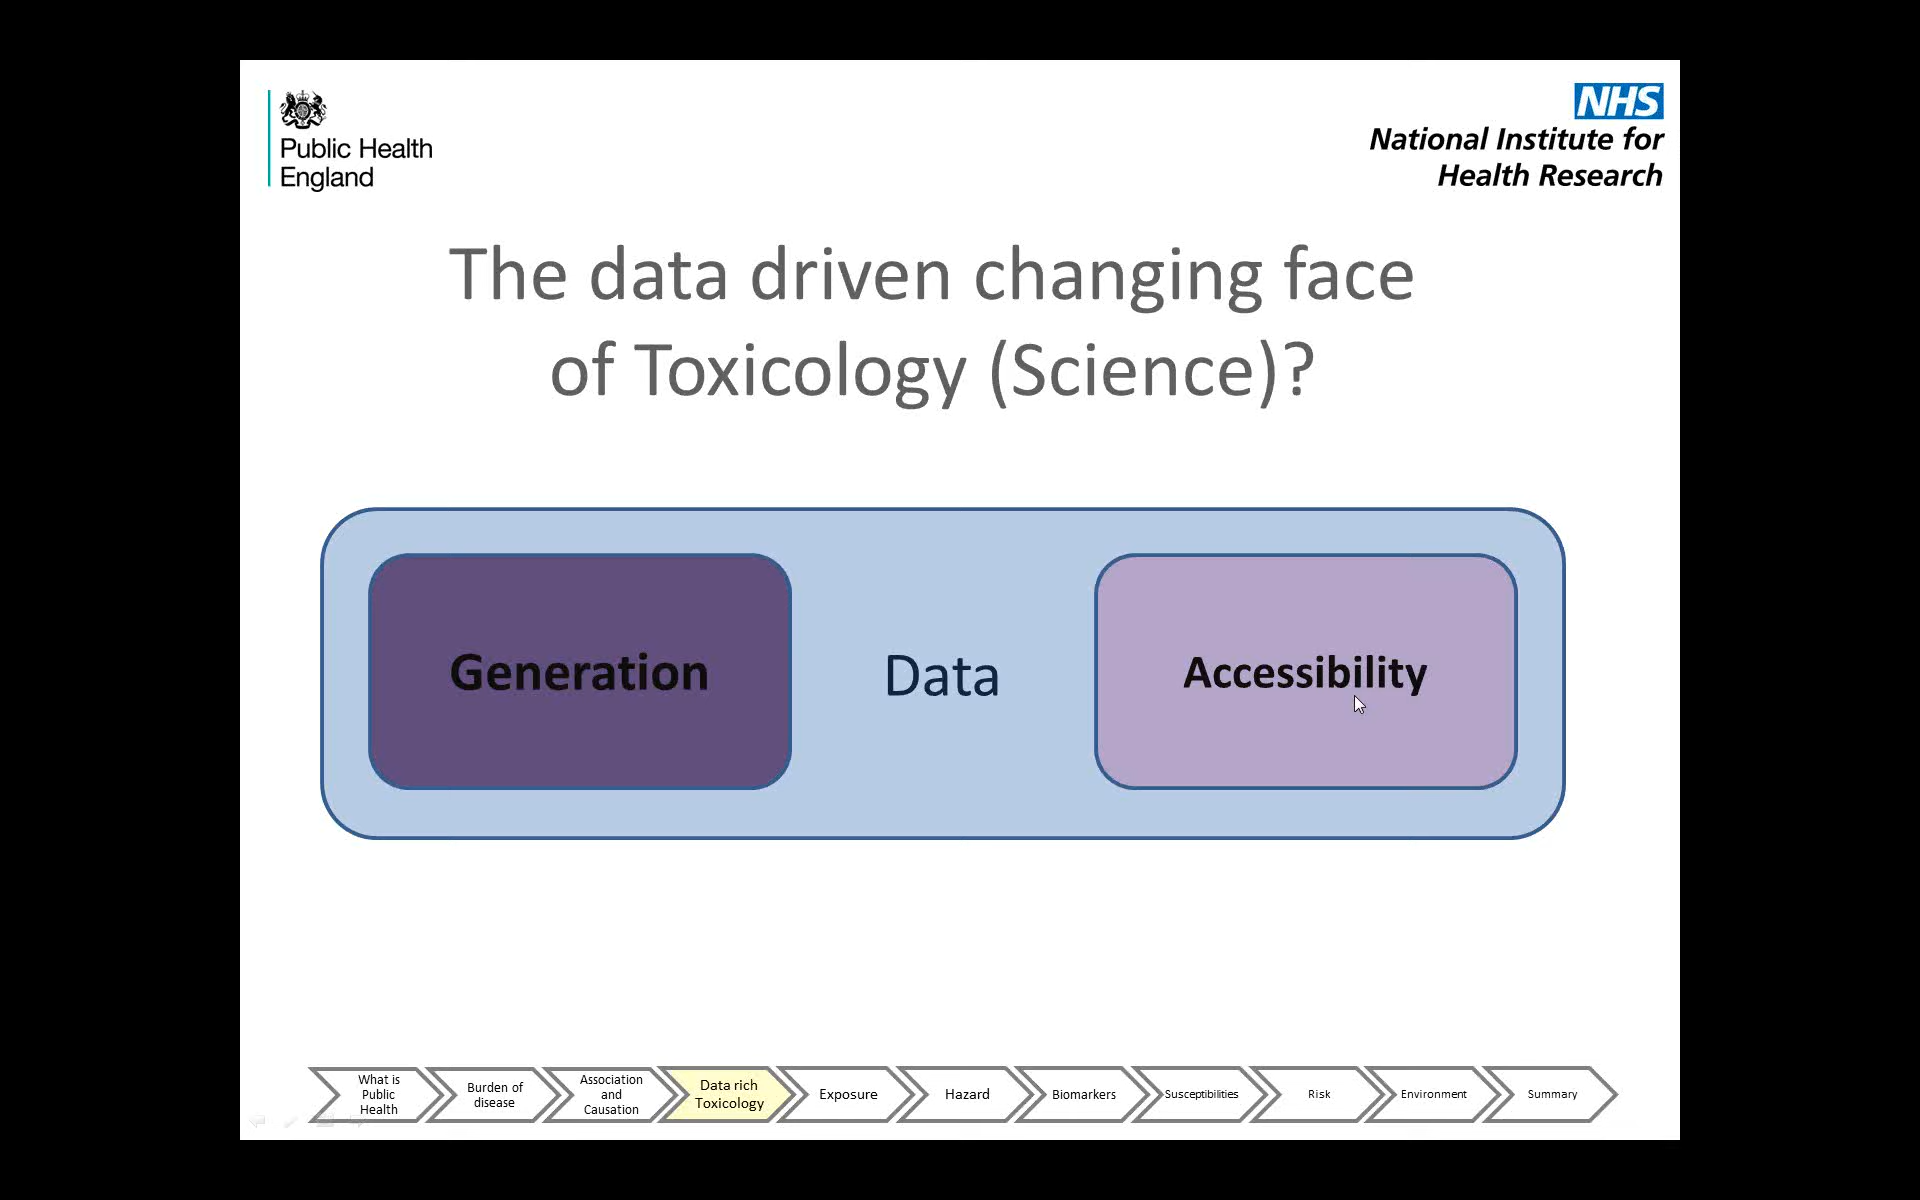 Public Health
England
NHS
National Institute for
Health Research
The data driven changing face
of Toxicology (Science)?
Generation
Data
Accessibility
What is
Public
Health
Burden of
disease
Association
and
Causation
Data rich
Toxicology
Exposure
Hazard
Biomarkers
Susceptibilities
Risk
Environment
Summary